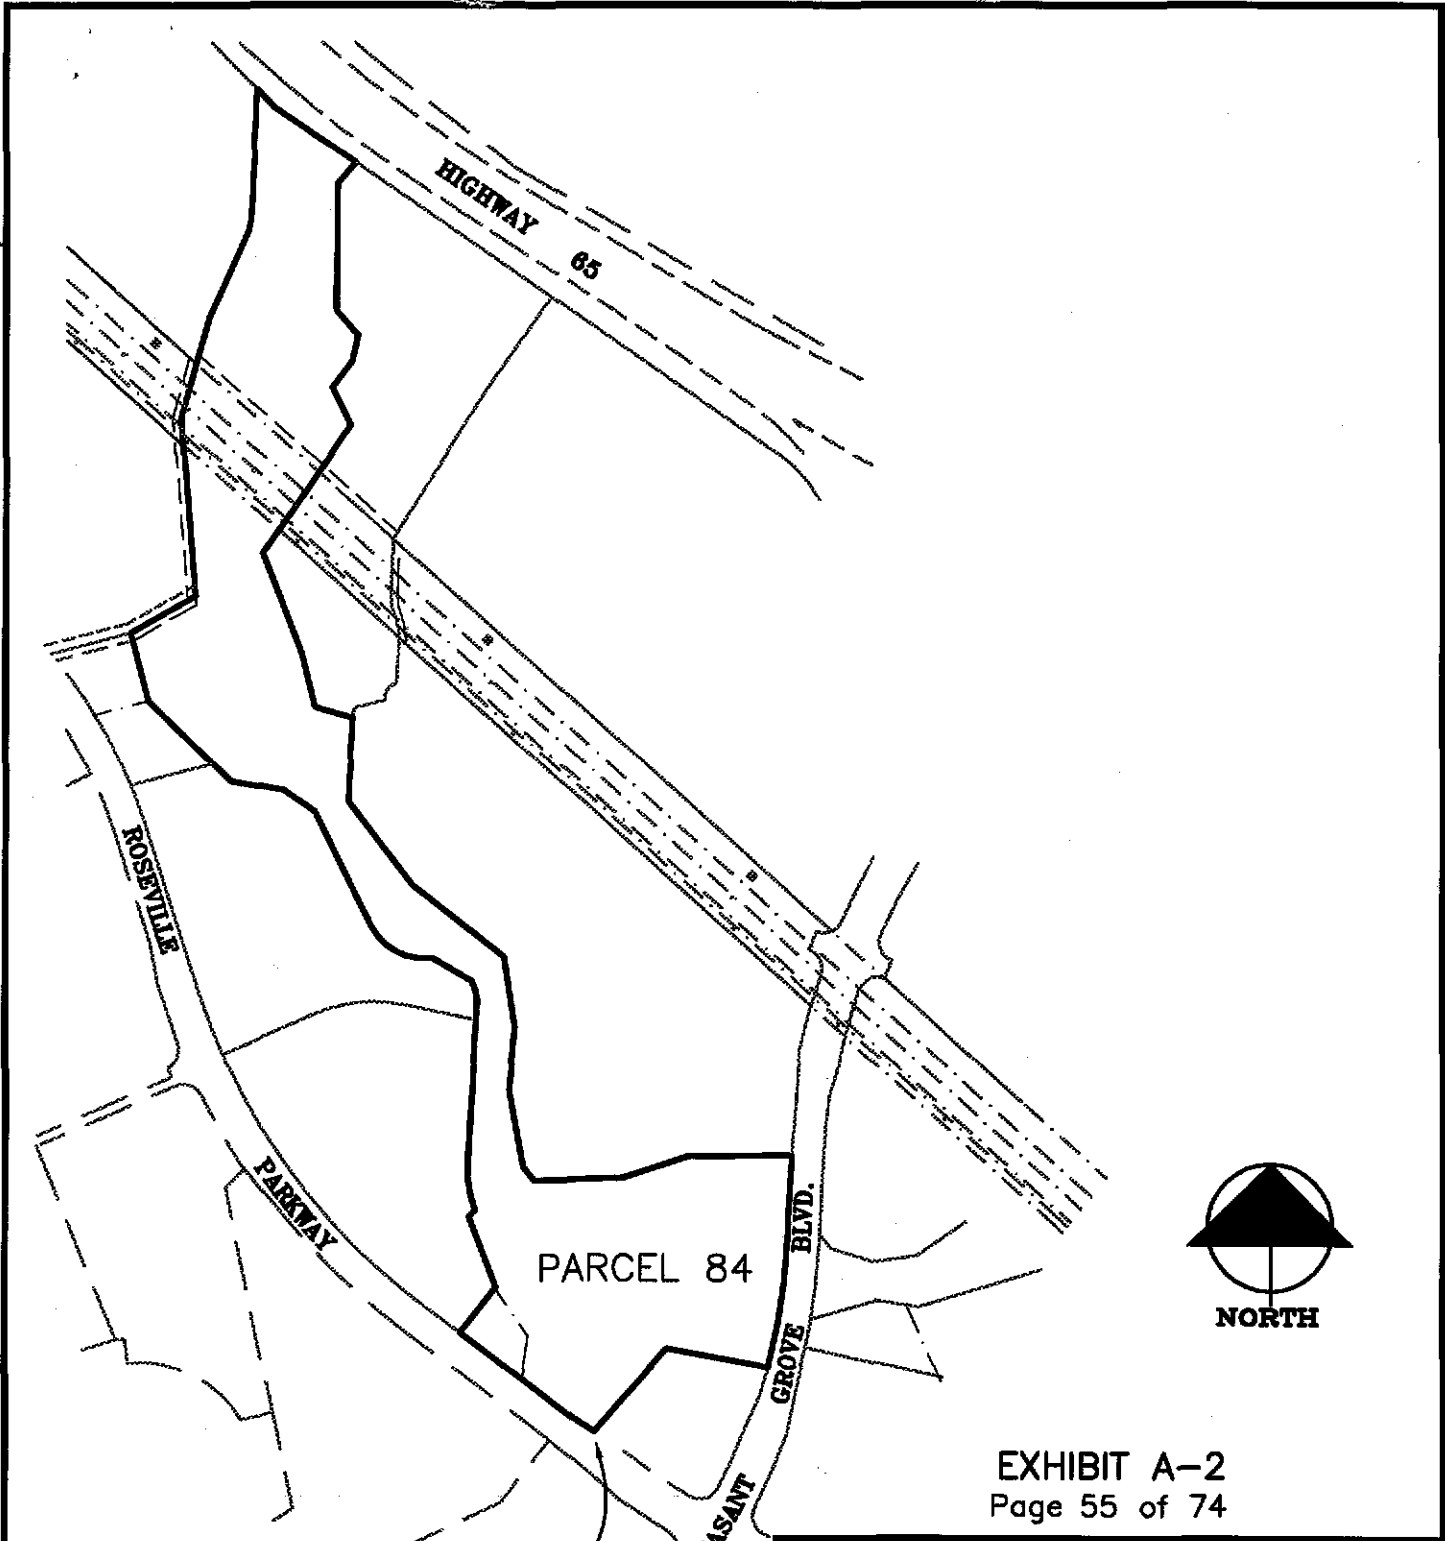 HIGHWAY 65
ROSEVILLE
PARKWAY
PARCEL 84
BLVD.
GROVE
ASANT
NORTH
EXHIBIT A-2
Page 55 of 74